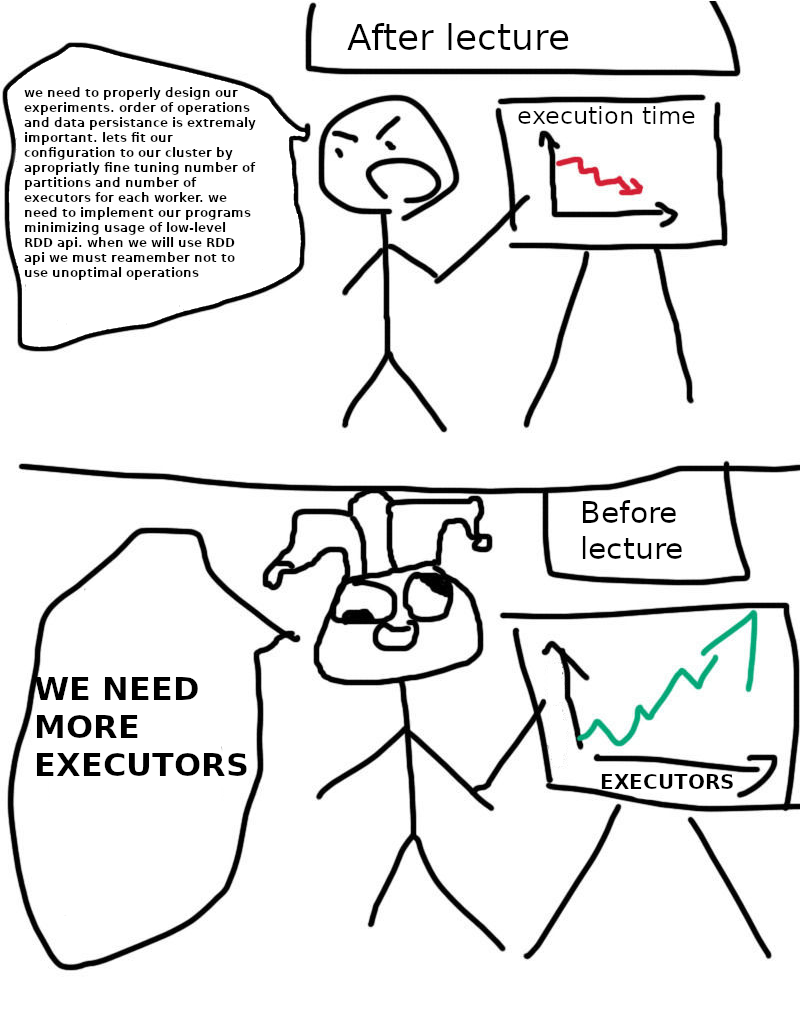 After lecture
we need to properly design our
experiments. order of operations
and data persistance is extremaly
important. lets fit our
configuration to our cluster by
apropriatly fine tuning number of
partitions and number of
executors for each worker. we
need to implement our programs
minimizing usage of low-level
RDD api. when we will use RDD
api we must reamember not to
use unoptimal operations
execution time
Before
lecture
WE NEED
MORE
EXECUTORS
EXECUTORS